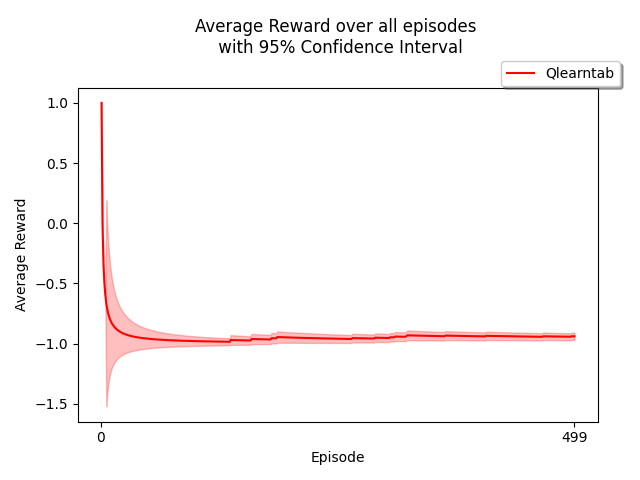 Average Reward over all episodes
with 95% Confidence Interval
Qlearntab
1.0
0.5
0.0
−0.5
−1.0
−1.5
Average Reward
0
499
Episode